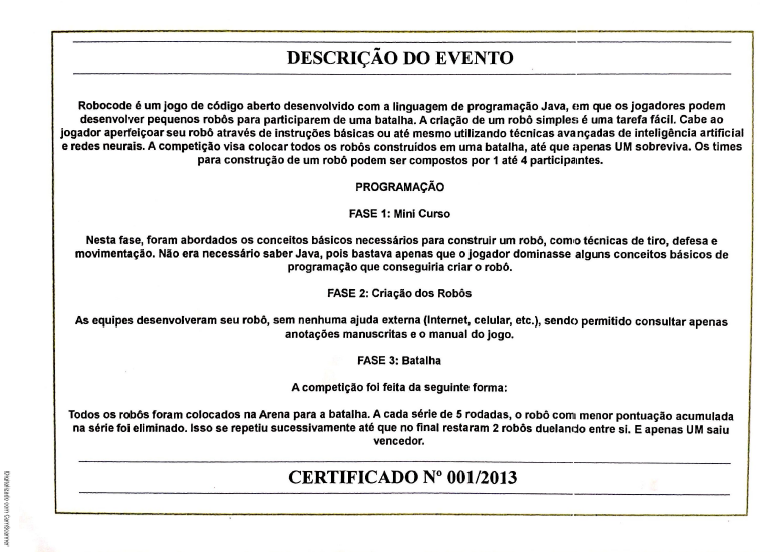 DESCRIÇÃO DO EVENTO
Robocode é um jogo de código aberto desenvolvido com a linguagem de programação Java, em que os jogadores podem
desenvolver pequenos robôs para participarem de uma batalha. A criação de um robô simples é uma tarefa fácil. Cabe ao
jogador aperfeiçoar seu robô através de instruções básicas ou até mesmo utilizando técnicas avançadas de inteligência artificial
e redes neurais. A competição visa colocar todos os robôs construídos em uma batalha, até que apenas UM sobreviva. Os times
para construção de um robô podem ser compostos por 1 até 4 participantes.
PROGRAMAÇÃO
FASE 1: Mini Curso
Nesta fase, foram abordados os conceitos básicos necessários para construir um robô, como técnicas de tiro, defesa e
movimentação. Não era necessário saber Java, pois bastava apenas que o jogador dominasse alguns conceitos básicos de
programação que conseguiria criar o robô.
FASE 2: Criação dos Robôs
As equipes desenvolveram seu robô, sem nenhuma ajuda externa (Internet, celular, etc.), sendo permitido consultar apenas
anotações manuscritas e o manual do jogo.
FASE 3: Batalha
A competição foi feita da seguinte forma:
Todos os robôs foram colocados na Arena para a batalha. A cada série de 5 rodadas, o robô com menor pontuação acumulada
na série foi eliminado. Isso se repetiu sucessivamente até que no final restaram 2 robôs duelando entre si. E apenas UM saiu
vencedor.
CERTIFICADO Nº 001/2013
Digitalizado com CamScanner